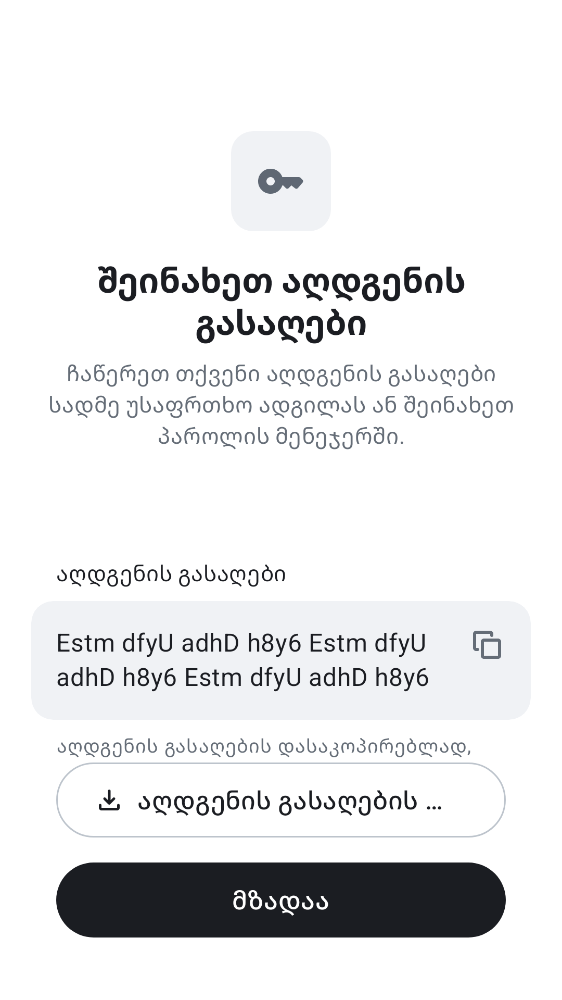 შეინახეთ აღდგენის
გასაღები
ჩაწერეთ თქვენი აღდგენის გასაღები
სადმე უსაფრთხო ადგილას ან შეინახეთ
პაროლის მენეჯერში.
აღდგენის გასაღები
Estm dfyU adhD h8y6 Estm dfyU
adhD h8y6 Estm dfyU adhD h8y6
აღდგენის გასაღების დასაკოპირებლად,
აღდგენის გასაღების ...
მზადაა